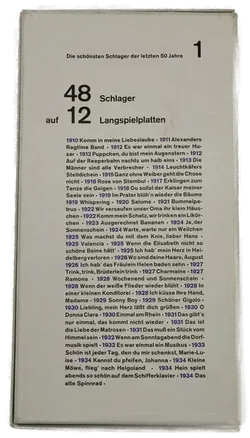 Die schönsten Schlager der letzten 50 Jahre 1
48 Schlager
auf 12 Langspielplatten
1910 Komm in meine Liebeslaube - 1911 Alexanders
Ragtime Band - 1912 Es war einmal ein treuer Hu-
sar - 1912 Puppchen, du bist mein Augenstern - 1912
Auf der Reeperbahn nachts um halb eins - 1913 Die
Männer sind alle Verbrecher - 1914 Leuchtkäfers
Stelldichein - 1915 Ganz ohne Weiber geht die Chose
nicht - 1916 Rose von Stambul - 1917 Erklingen zum
Tanze die Geigen - 1918 Du sollst der Kaiser meiner
Seele sein - 1919 Im Prater blüh'n wieder die Bäume
1919 Whispering - 1920 Salome - 1921 Bummelpe-
trus - 1922 Wir versaufen unser Oma ihr klein Häus-
chen - 1922 Komm mein Schatz, wir trinken ein Likör-
chen - 1923 Ausgerechnet Bananen - 1924 Ja, der
Sonnenschein - 1924 Warte, warte nur ein Weilchen
1925 Was machst du mit dem Knie, lieber Hans -
1925 Valencia - 1925 Wenn die Elisabeth nicht so
schöne Beine hätt' - 1925 Ich hab' mein Herz in Hei-
delberg verloren - 1926 Wo sind deine Haare, August
1926 Ich hab' das Fräulein Helen baden sehn - 1927
Trink, trink, Brüderlein trink - 1927 Charmaine - 1927
Ramona - 1928 Wochenend und Sonnenschein -
1928 Wenn der weiße Flieder wieder blüht - 1928 In
einer kleinen Konditorei - 1928 Ich küsse Ihre Hand,
Madame - 1929 Sonny Boy - 1929 Schöner Gigolo
1930 Liebling, mein Herz läßt dich grüßen - 1930 O
Donna Clara - 1930 Einmal am Rhein - 1931 Das gibt's
nur einmal, das kommt nicht wieder - 1931 Das ist
die Liebe der Matrosen - 1931 Das muß ein Stück vom
Himmel sein - 1932 Wenn am Sonntagabend die Dorf-
musik spielt - 1932 Es war einmal ein Musikus - 1933
Schön ist jeder Tag, den du mir schenkst, Marie-Lu-
ise - 1934 Kannst du pfeifen, Johanna - 1934 Kleine
Möwe, flieg' nach Helgoland - 1934 Hein spielt
abends so schön auf dem Schifferklavier - 1934 Das
alte Spinnrad -